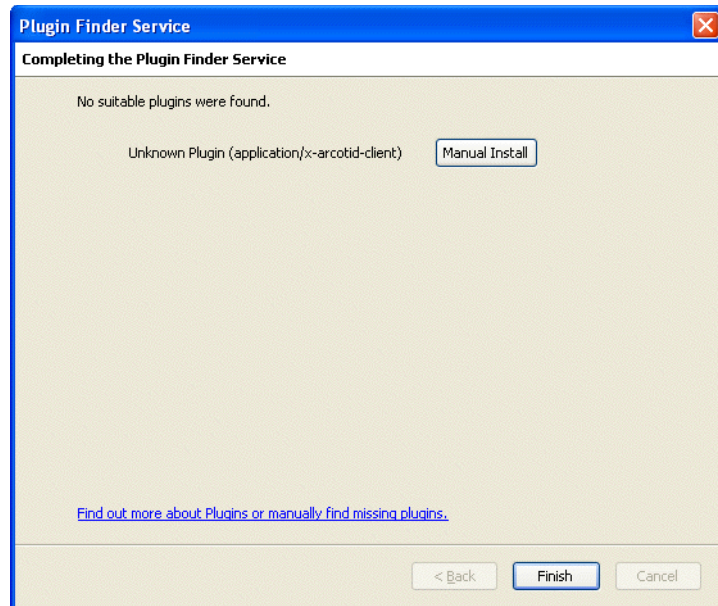 Plugin Finder Service
Completing the Plugin Finder Service
No suitable plugins were found.
Unknown Plugin (application/x-arcotid-client) Manual Install
Find out more about Plugins or manually find missing plugins.
< Back Finish Cancel